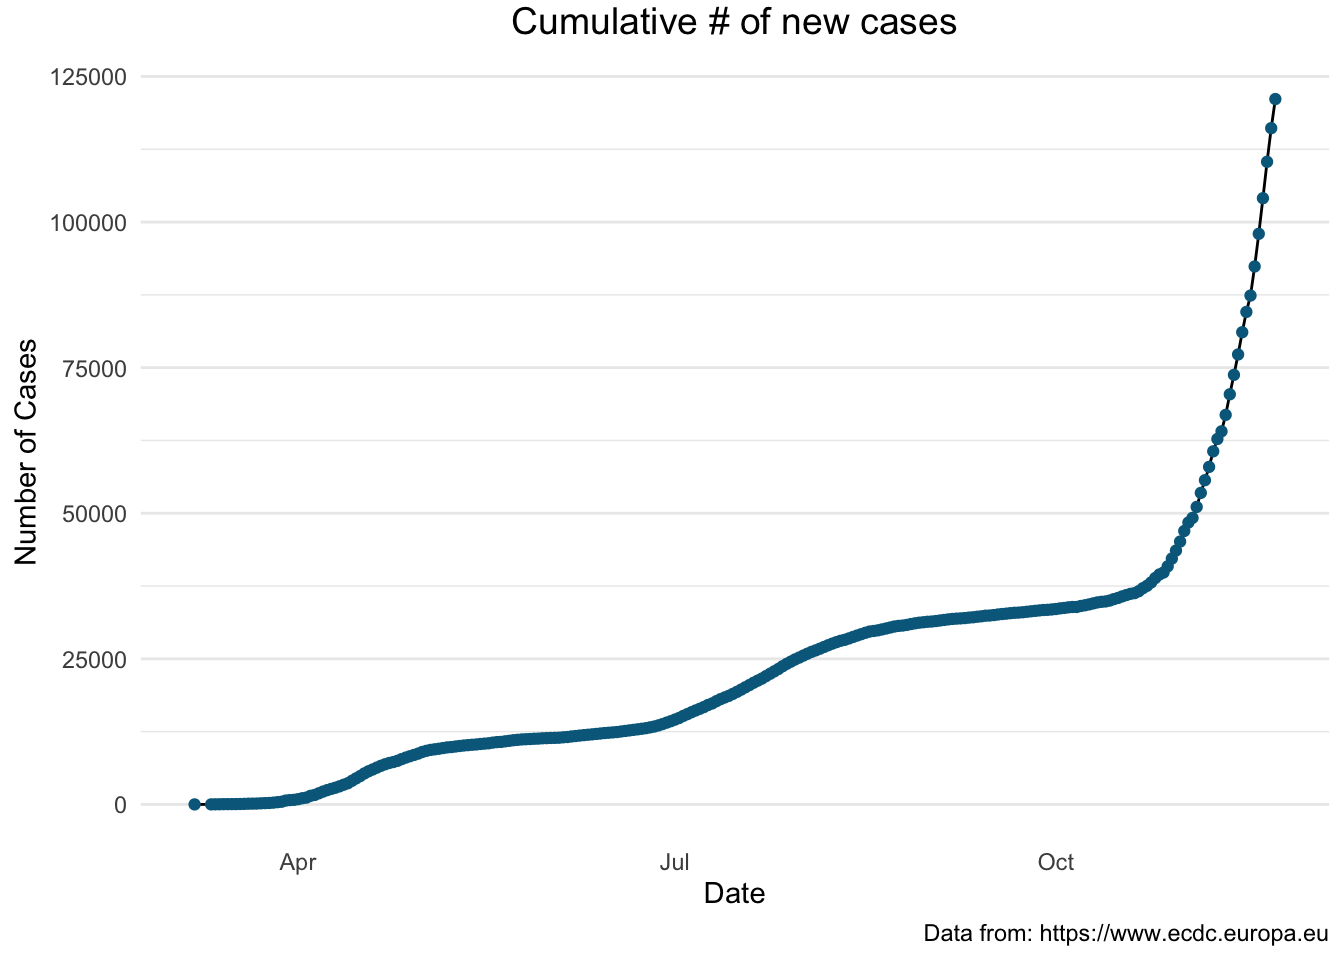 Cumulative # of new cases
125000
100000
75000
50000
25000
0
Number of Cases
Apr
Jul
Oct
Date
Data from: https://www.ecdc.europa.eu